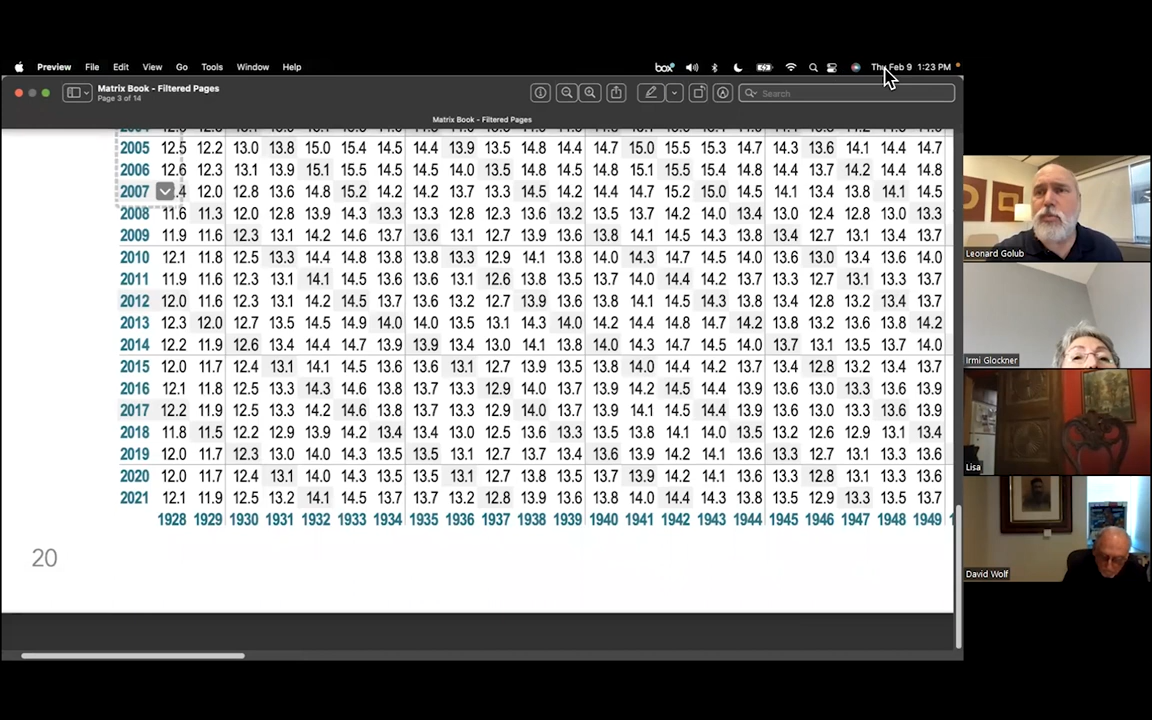 Preview File Edit View Go Tools Window Help box Thu Feb 9 1:23 PM
Matrix Book - Filtered Pages
Page 3 of 14
Search
Matrix Book - Filtered Pages
2005 12.5 12.2 13.0 13.8 15.0 15.4 14.5 14.4 13.9 13.5 14.8 14.4 14.7 15.0 15.5 15.3 14.7 14.3 13.6 14.1 14.4 14.7
2006 12.6 12.3 13.1 13.9 15.1 15.5 14.5 14.5 14.0 13.5 14.8 14.5 14.8 15.1 15.5 15.4 14.8 14.4 13.7 14.2 14.4 14.8
2007 .4 12.0 12.8 13.6 14.8 15.2 14.2 14.2 13.7 13.3 14.5 14.2 14.4 14.7 15.2 15.0 14.5 14.1 13.4 13.8 14.1 14.5
2008 11.6 11.3 12.0 12.8 13.9 14.3 13.3 13.3 12.8 12.3 13.6 13.2 13.5 13.7 14.2 14.0 13.4 13.0 12.4 12.8 13.0 13.3
2009 11.9 11.6 12.3 13.1 14.2 14.6 13.7 13.6 13.1 12.7 13.9 13.6 13.8 14.1 14.5 14.3 13.8 13.4 12.7 13.1 13.4 13.7
2010 12.1 11.8 12.5 13.3 14.4 14.8 13.8 13.8 13.3 12.9 14.1 13.8 14.0 14.3 14.7 14.5 14.0 13.6 13.0 13.4 13.6 14.0
2011 11.9 11.6 12.3 13.1 14.1 14.5 13.6 13.6 13.1 12.6 13.8 13.5 13.7 14.0 14.4 14.2 13.7 13.3 12.7 13.1 13.3 13.7
2012 12.0 11.6 12.3 13.1 14.2 14.5 13.7 13.6 13.2 12.7 13.9 13.6 13.8 14.1 14.5 14.3 13.8 13.4 12.8 13.2 13.4 13.7
2013 12.3 12.0 12.7 13.5 14.5 14.9 14.0 14.0 13.5 13.1 14.3 14.0 14.2 14.4 14.8 14.7 14.2 13.8 13.2 13.6 13.8 14.2
2014 12.2 11.9 12.6 13.4 14.4 14.7 13.9 13.9 13.4 13.0 14.1 13.8 14.0 14.3 14.7 14.5 14.0 13.7 13.1 13.5 13.7 14.0
2015 12.0 11.7 12.4 13.1 14.1 14.5 13.6 13.6 13.1 12.7 13.9 13.5 13.8 14.0 14.4 14.2 13.7 13.4 12.8 13.2 13.4 13.7
2016 12.1 11.8 12.5 13.3 14.3 14.6 13.8 13.7 13.3 12.9 14.0 13.7 13.9 14.2 14.5 14.4 13.9 13.6 13.0 13.3 13.6 13.9
2017 12.2 11.9 12.5 13.3 14.2 14.6 13.8 13.7 13.3 12.9 14.0 13.7 13.9 14.1 14.5 14.4 13.9 13.6 13.0 13.3 13.6 13.9
2018 11.8 11.5 12.2 12.9 13.9 14.2 13.4 13.4 13.0 12.5 13.6 13.3 13.5 13.8 14.1 14.0 13.5 13.2 12.6 12.9 13.1 13.4
2019 12.0 11.7 12.3 13.0 14.0 14.3 13.5 13.5 13.1 12.7 13.7 13.4 13.6 13.9 14.2 14.1 13.6 13.3 12.7 13.1 13.3 13.6
2020 12.0 11.7 12.4 13.1 14.0 14.3 13.5 13.5 13.1 12.7 13.8 13.5 13.7 13.9 14.2 14.1 13.6 13.3 12.8 13.1 13.3 13.6
2021 12.1 11.9 12.5 13.2 14.1 14.5 13.7 13.7 13.2 12.8 13.9 13.6 13.8 14.0 14.4 14.3 13.8 13.5 12.9 13.3 13.5 13.7
1928 1929 1930 1931 1932 1933 1934 1935 1936 1937 1938 1939 1940 1941 1942 1943 1944 1945 1946 1947 1948 1949
20
Leonard Golub
Irmi Glockner
Lisa
David Wolf